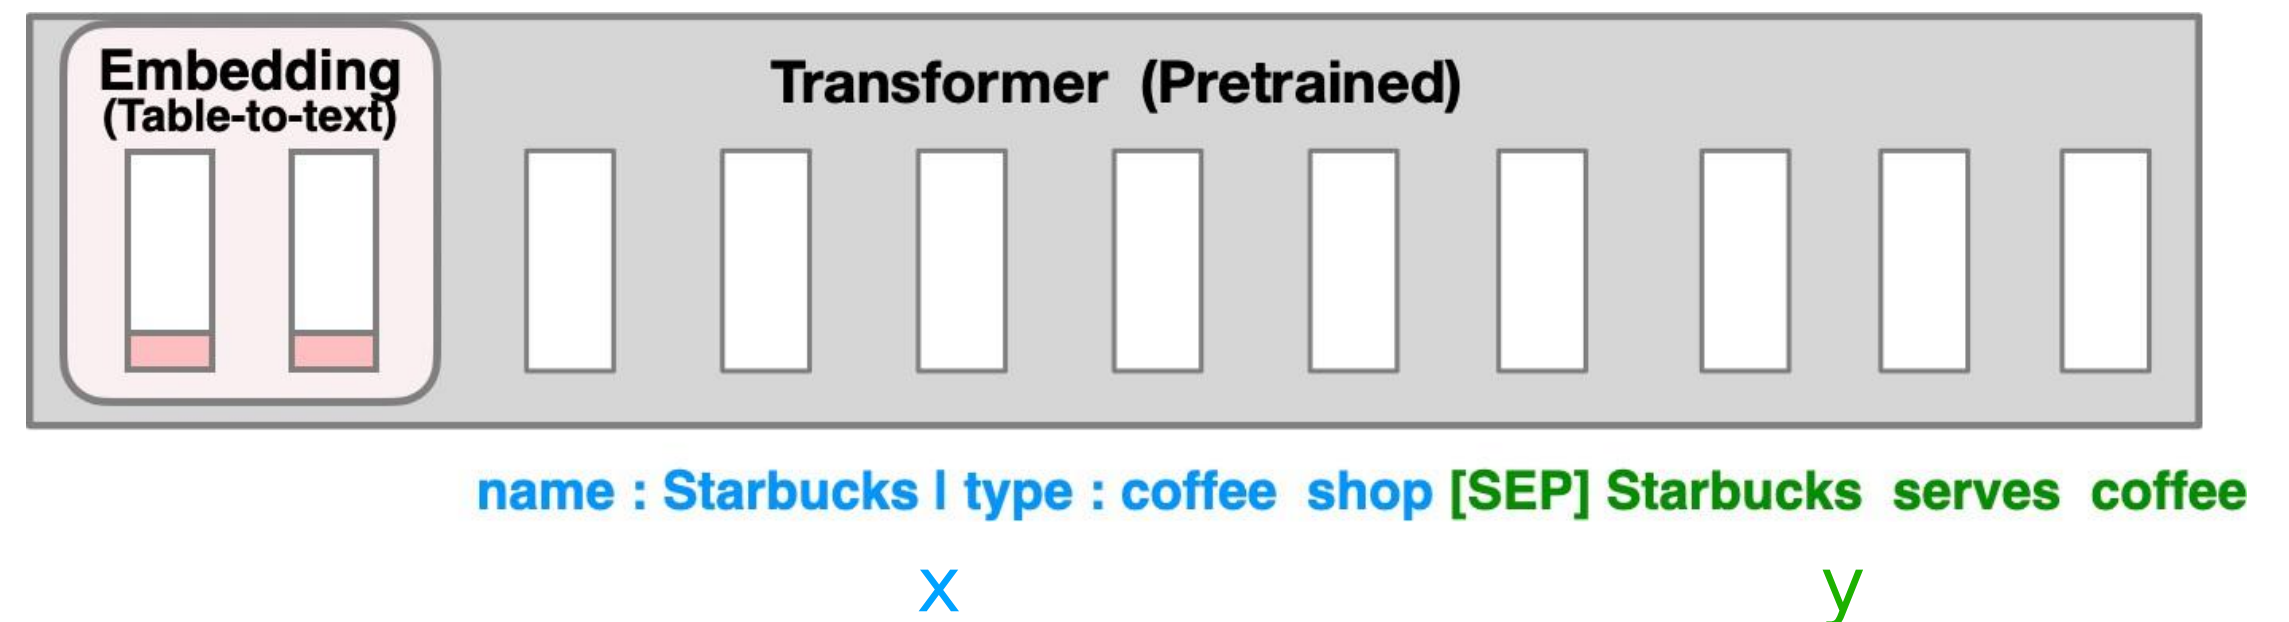 Embedding
(Table-to-text)
Transformer (Pretrained)
name : Starbucks | type : coffee shop [SEP] Starbucks serves coffee
x
y